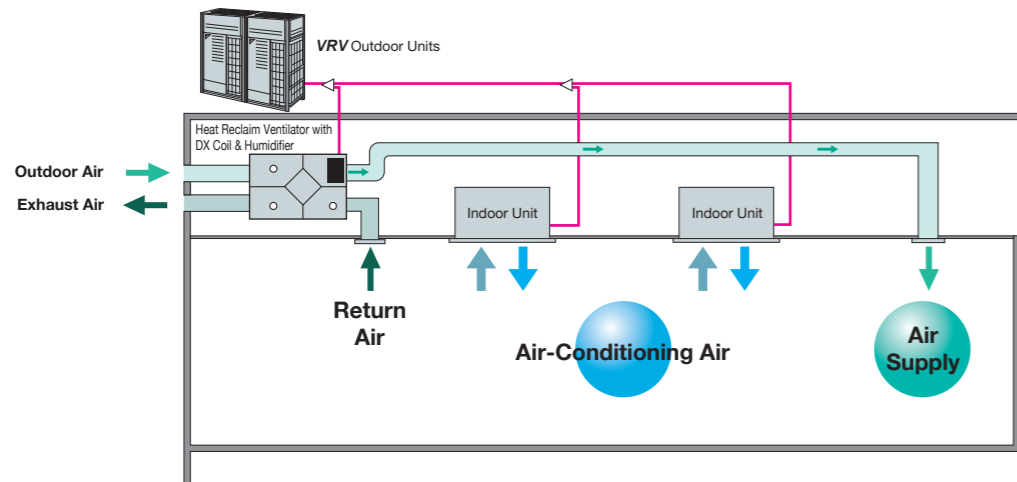 VRV Outdoor Units
Heat Reclaim Ventilator with
DX Coil & Humidifier
Outdoor Air
Exhaust Air
Indoor Unit
Indoor Unit
Return
Air
Air-Conditioning Air
Air
Supply